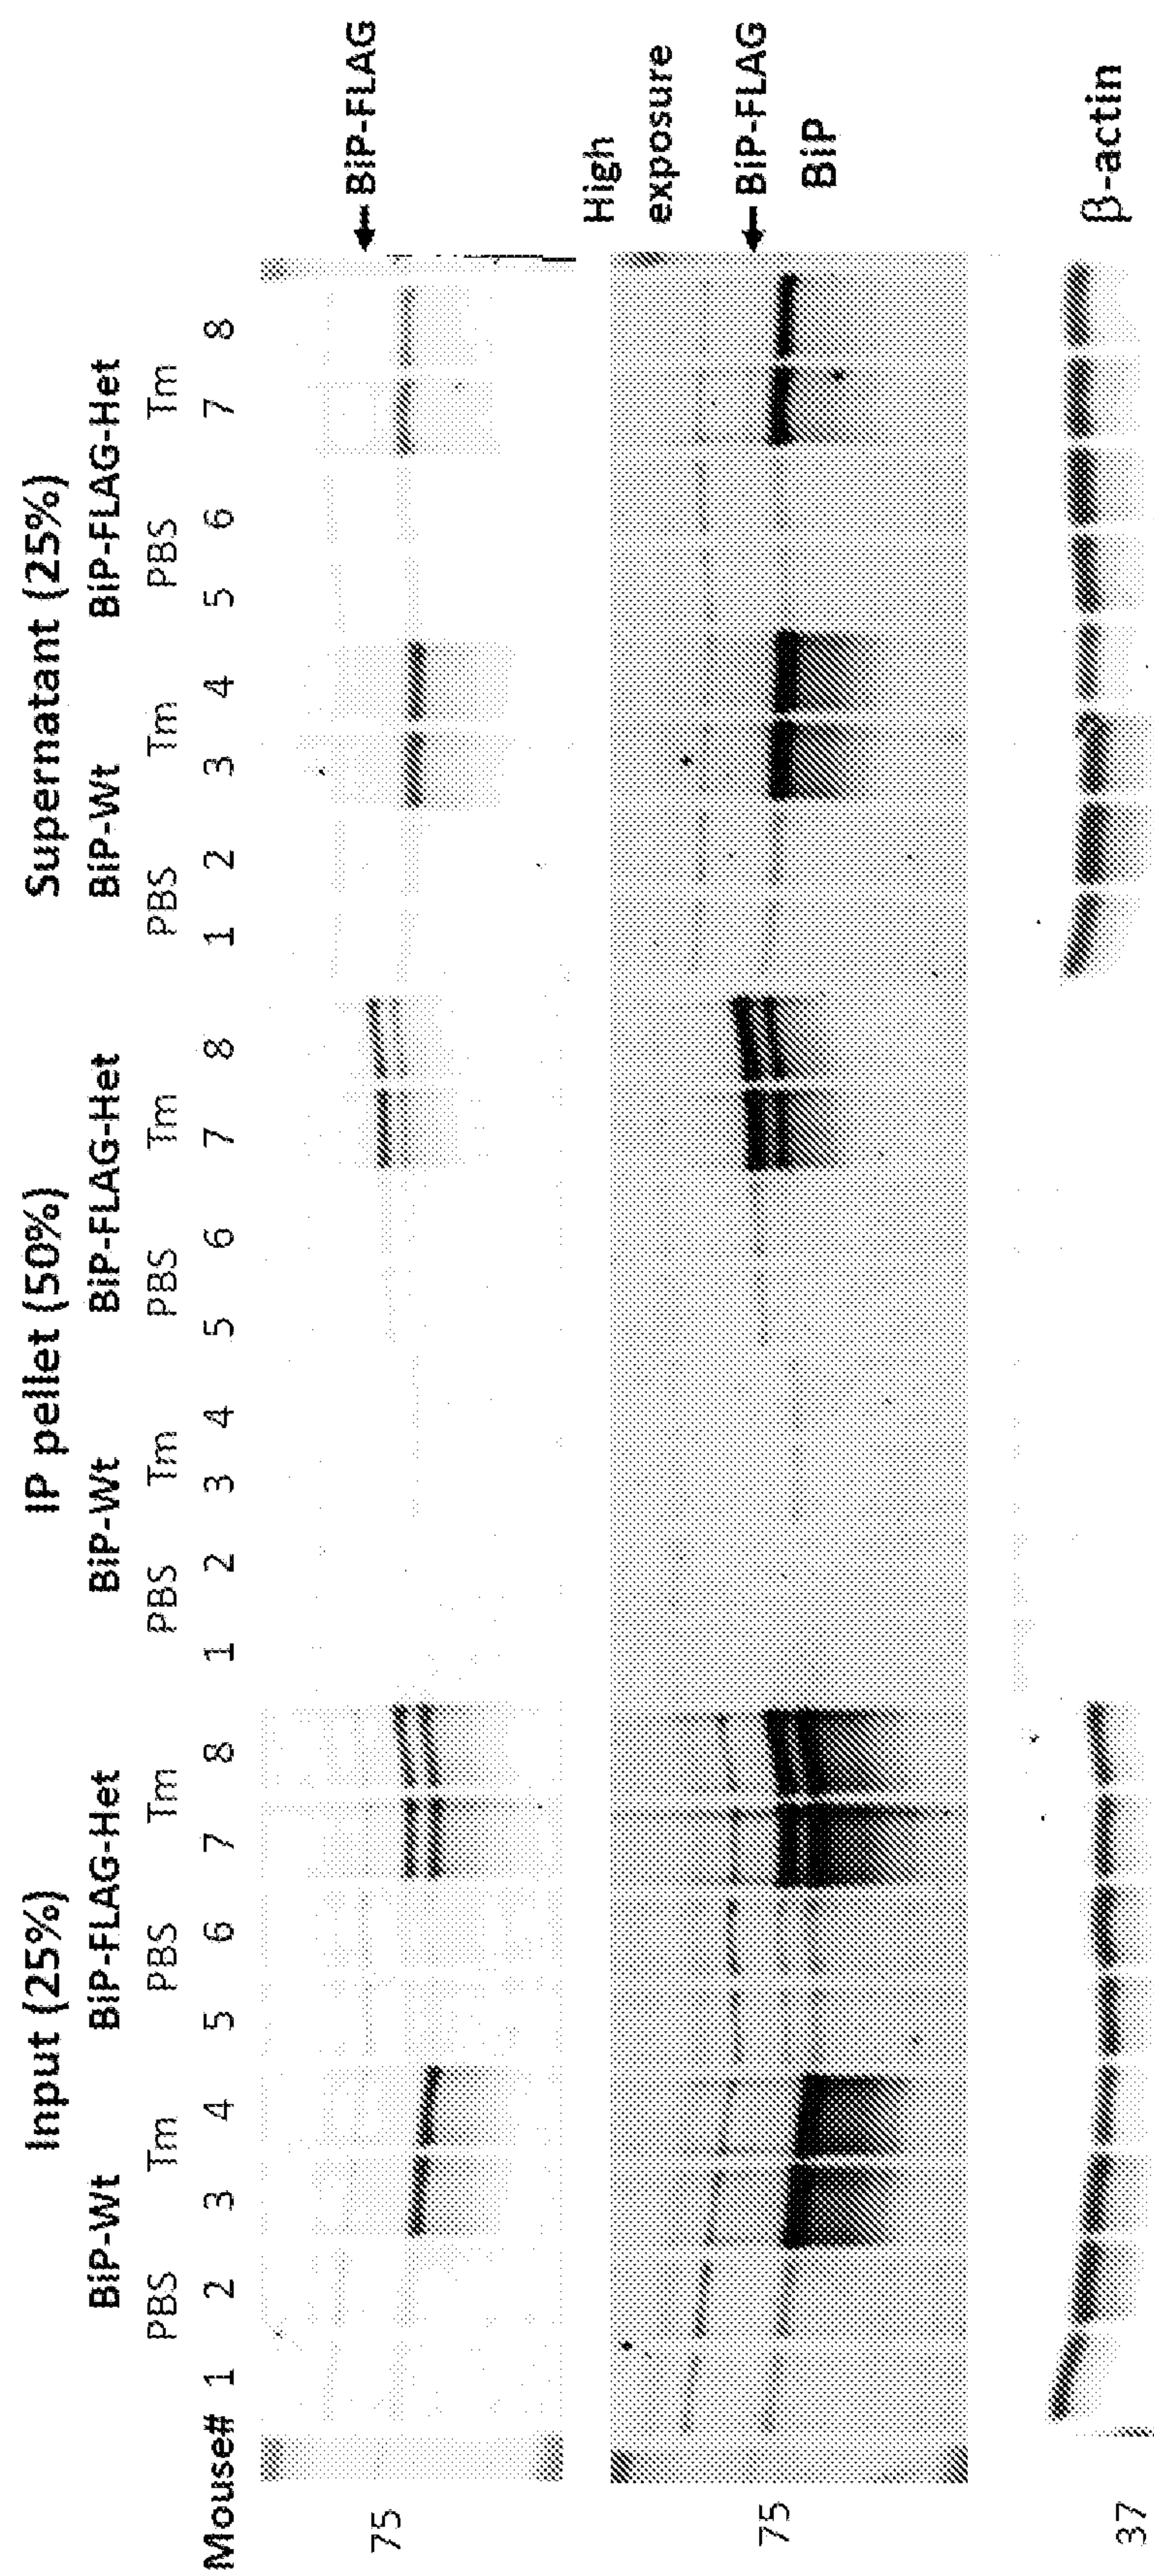 Input (25%) IP pellet (50%) Supernatant (25%)
BiP-Wt BiP-FLAG-Het BiP-Wt BiP-FLAG-Het BiP-Wt BiP-FLAG-Het
PBS Tm PBS Tm PBS Tm PBS Tm PBS Tm PBS Tm
Mouse# 1 2 3 4 5 6 7 8 1 2 3 4 5 6 7 8 1 2 3 4 5 6 7 8
75 BiP-FLAG
High
exposure
75 BiP-FLAG
BiP
37 β-actin